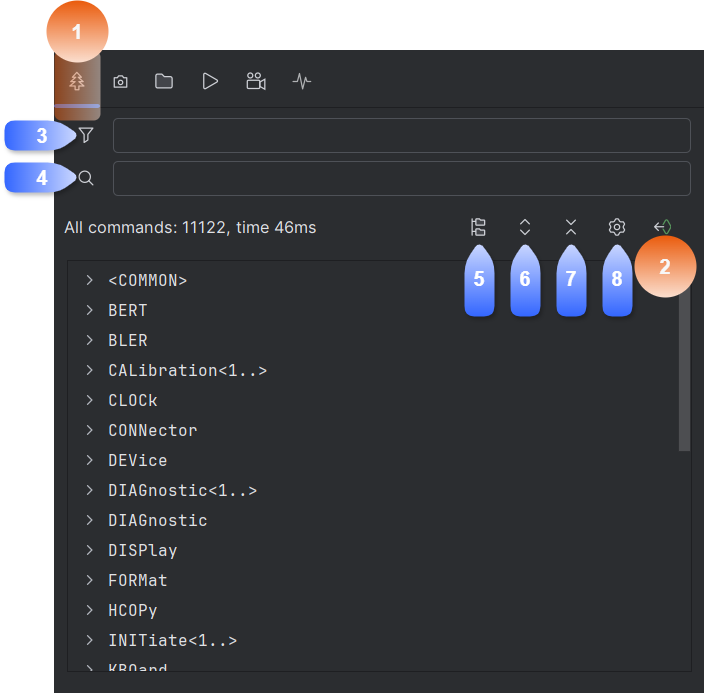 1
3
4
All commands: 11122, time 46ms
5
6
7
8
2
<COMMON>
BERT
BLER
CALibration<1..>
CLOCk
CONNector
DEVice
DIAGnostic<1..>
DIAGnostic
DISPlay
FORMat
HCOPy
INITiate<1..>
KBOard